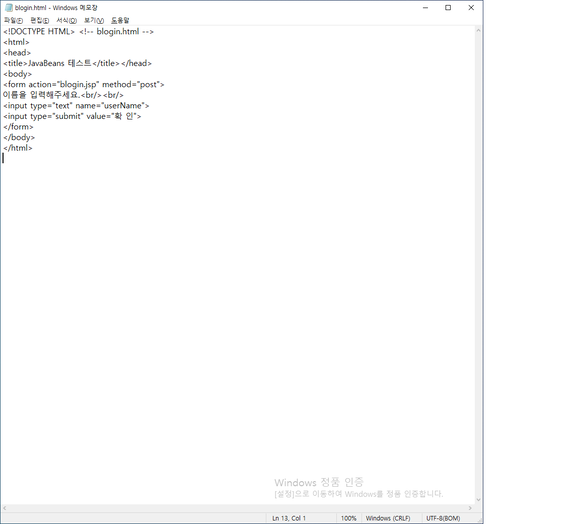 blogin.html - Windows 메모장
파일(F) 편집(E) 서식(O) 보기(V) 도움말
<!DOCTYPE HTML> <!-- blogin.html -->
<html>
<head>
<title>JavaBeans 테스트</title></head>
<body>
<form action="blogin.jsp" method="post">
이름을 입력해주세요.<br/><br/>
<input type="text" name="userName">
<input type="submit" value="확 인">
</form>
</body>
</html>
Windows 정품 인증
[설정]으로 이동하여 Windows를 정품 인증합니다.
Ln 13, Col 1 100% Windows (CRLF) UTF-8(BOM)